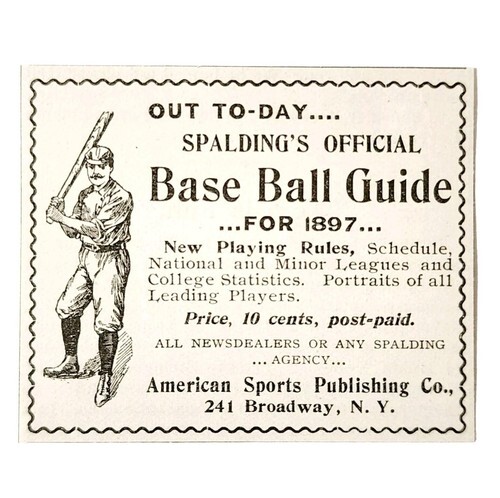 OUT TO-DAY....
SPALDING'S OFFICIAL
Base Ball Guide
...FOR 1897...
New Playing Rules, Schedule,
National and Minor Leagues and
College Statistics. Portraits of all
Leading Players.
Price, 10 cents, post-paid.
ALL NEWSDEALERS OR ANY SPALDING
... AGENCY...
American Sports Publishing Co.,
241 Broadway, N. Y.